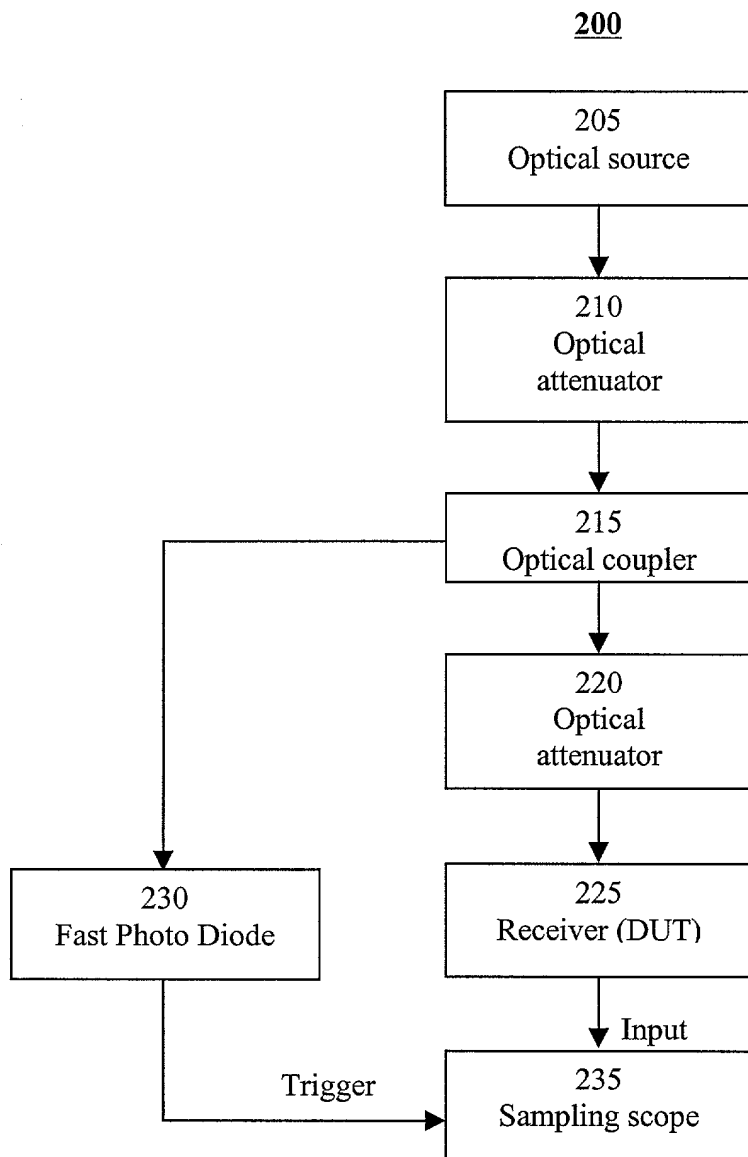 200
205
Optical source
210
Optical
attenuator
215
Optical coupler
220
Optical
attenuator
230
Fast Photo Diode
225
Receiver (DUT)
Input
Trigger
235
Sampling scope